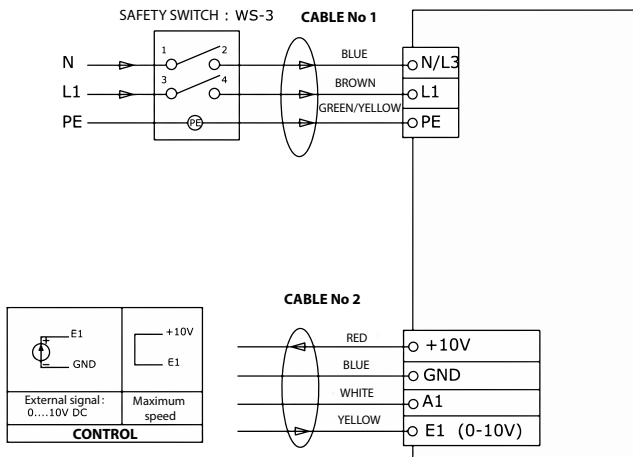 SAFETY SWITCH : WS-3
CABLE No 1
N
1
2
BLUE
N/L3
L1
3
4
BROWN
L1
PE
PE
GREEN/YELLOW
PE
CABLE No 2
RED
+10V
BLUE
GND
WHITE
A1
YELLOW
E1 (0-10V)
E1
+
-
GND
+10V
E1
External signal:
0....10V DC
Maximum
speed
CONTROL